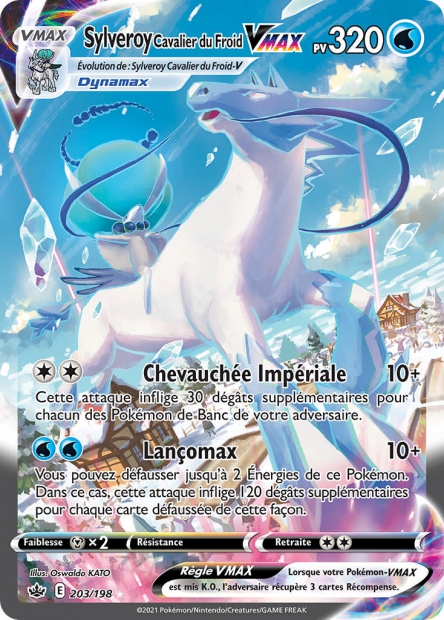 VMAX
Sylveroy Cavalier du Froid VMAX PV 320
Évolution de : Sylveroy Cavalier du Froid-V
Dynamax
Chevauchée Impériale 10+
Cette attaque inflige 30 dégâts supplémentaires pour
chacun des Pokémon de Banc de votre adversaire.
Lançomax 10+
Vous pouvez défausser jusqu'à 2 Énergies de ce Pokémon.
Dans ce cas, cette attaque inflige 120 dégâts supplémentaires
pour chaque carte défaussée de cette façon.
Faiblesse ×2 Résistance Retraite
Illus. Oswaldo KATO
E 203/198
Règle VMAX Lorsque votre Pokémon-VMAX
est mis K.O., l'adversaire récupère 3 cartes Récompense.
©2021 Pokémon/Nintendo/Creatures/GAME FREAK